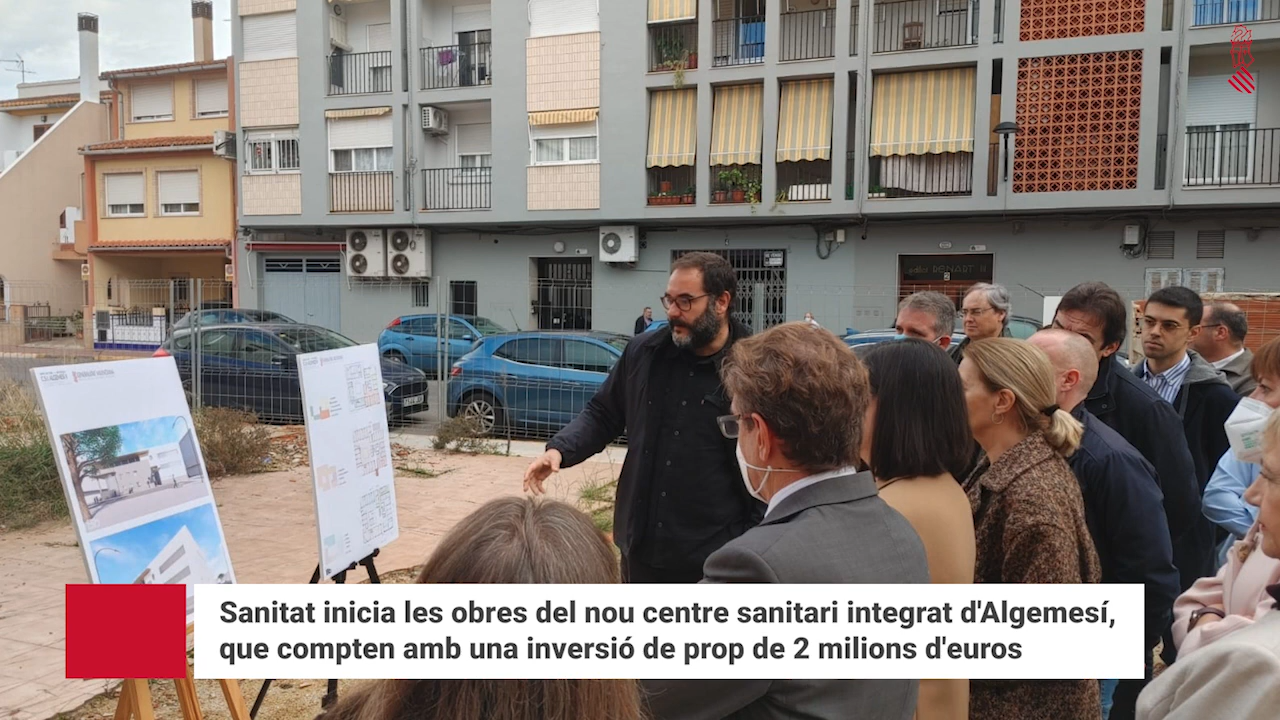 Sanitat inicia les obres del nou centre sanitari integrat d'Algemesí,
que compten amb una inversió de prop de 2 milions d'euros